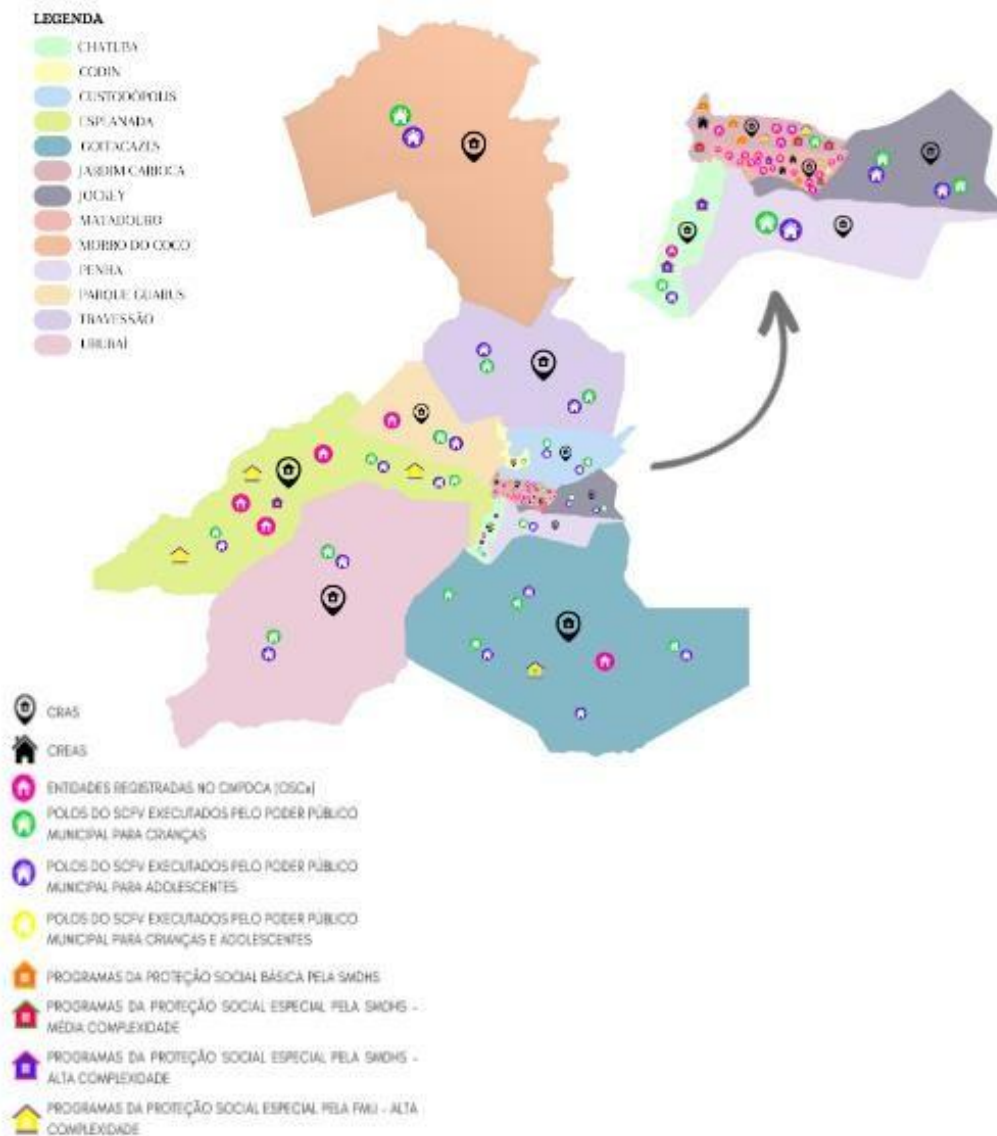 LEGENDA
CHATUBA
CODIN
CUSTODÓPOLIS
ESPLANADA
GOITACAZES
JARDIM CARIOCA
JOCKEY
MATADOURO
MORRO DO COCO
PENHA
PARQUE GUARUS
TRAVESSÃO
URURAÍ
CRAS
CREAS
ENTIDADES REGISTRADAS NO CMPDCA (OSCs)
POLOS DO SCFV EXECUTADOS PELO PODER PÚBLICO
MUNICIPAL PARA CRIANÇAS
POLOS DO SCFV EXECUTADOS PELO PODER PÚBLICO
MUNICIPAL PARA ADOLESCENTES
POLOS DO SCFV EXECUTADOS PELO PODER PÚBLICO
MUNICIPAL PARA CRIANÇAS E ADOLESCENTES
PROGRAMAS DA PROTEÇÃO SOCIAL BÁSICA PELA SMDHS
PROGRAMAS DA PROTEÇÃO SOCIAL ESPECIAL PELA SMDHS -
MÉDIA COMPLEXIDADE
PROGRAMAS DA PROTEÇÃO SOCIAL ESPECIAL PELA SMDHS -
ALTA COMPLEXIDADE
PROGRAMAS DA PROTEÇÃO SOCIAL ESPECIAL PELA FMIJ - ALTA
COMPLEXIDADE